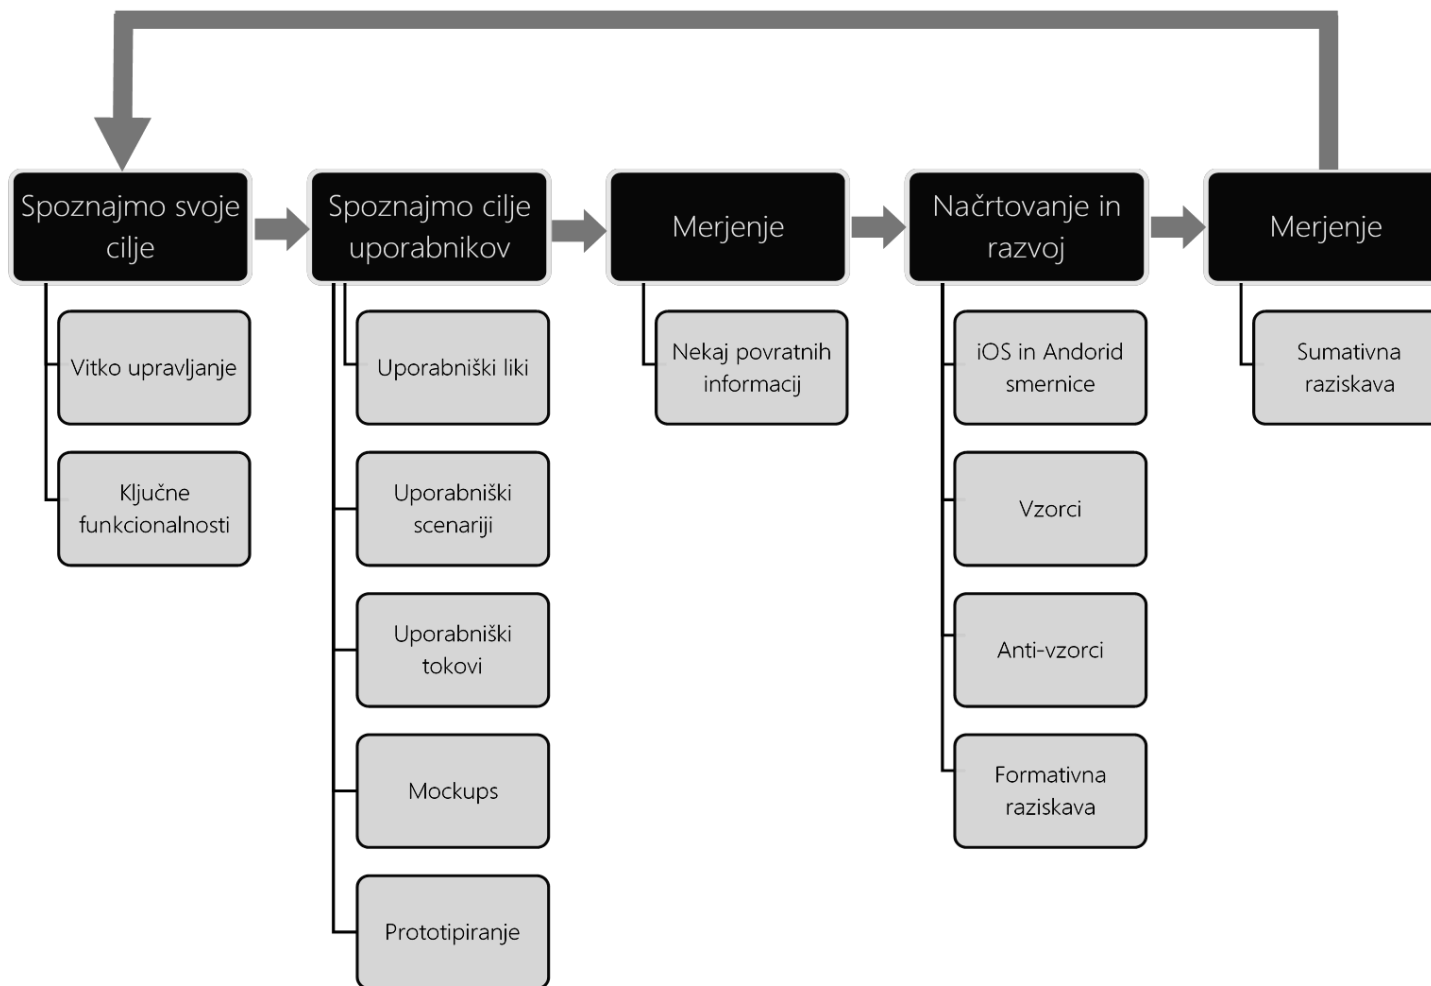 Spoznajmo svoje
cilje
Spoznajmo cilje
uporabnikov
Merjenje
Načrtovanje in
razvoj
Merjenje
Vitko upravljanje
Ključne
funkcionalnosti
Uporabniški liki
Uporabniški
scenariji
Uporabniški
tokovi
Mockups
Prototipiranje
Nekaj povratnih
informacij
iOS in Andorid
smernice
Vzorci
Anti-vzorci
Formativna
raziskava
Sumativna
raziskava